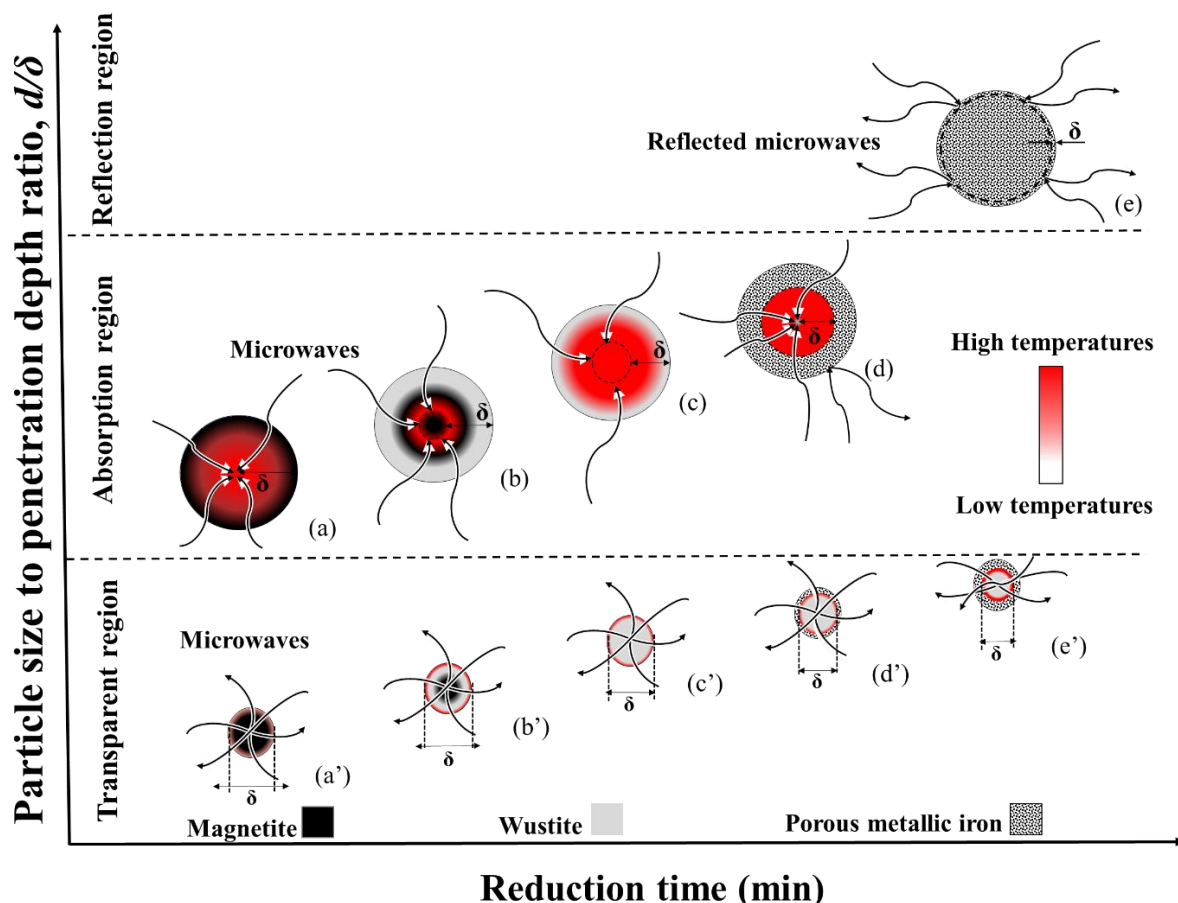 Particle size to penetration depth ratio, d/δ
Reflection region
Reflected microwaves
δ
(e)
Absorption region
Microwaves
δ
(a)
δ
(b)
δ
(c)
δ
(d)
High temperatures
Low temperatures
Transparent region
Microwaves
δ
(a’)
δ
(b’)
δ
(c’)
δ
(d’)
δ
(e’)
Magnetite
Wustite
Porous metallic iron
Reduction time (min)